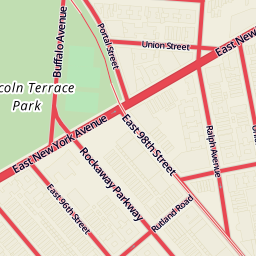 Buffalo Avenue
Portal Street
Union Street
East New
coln Terrace
Park
East New York Avenue
East 98th Street
Ralph Avenue
Rockaway Parkway
East 96th Street
Rutland Road